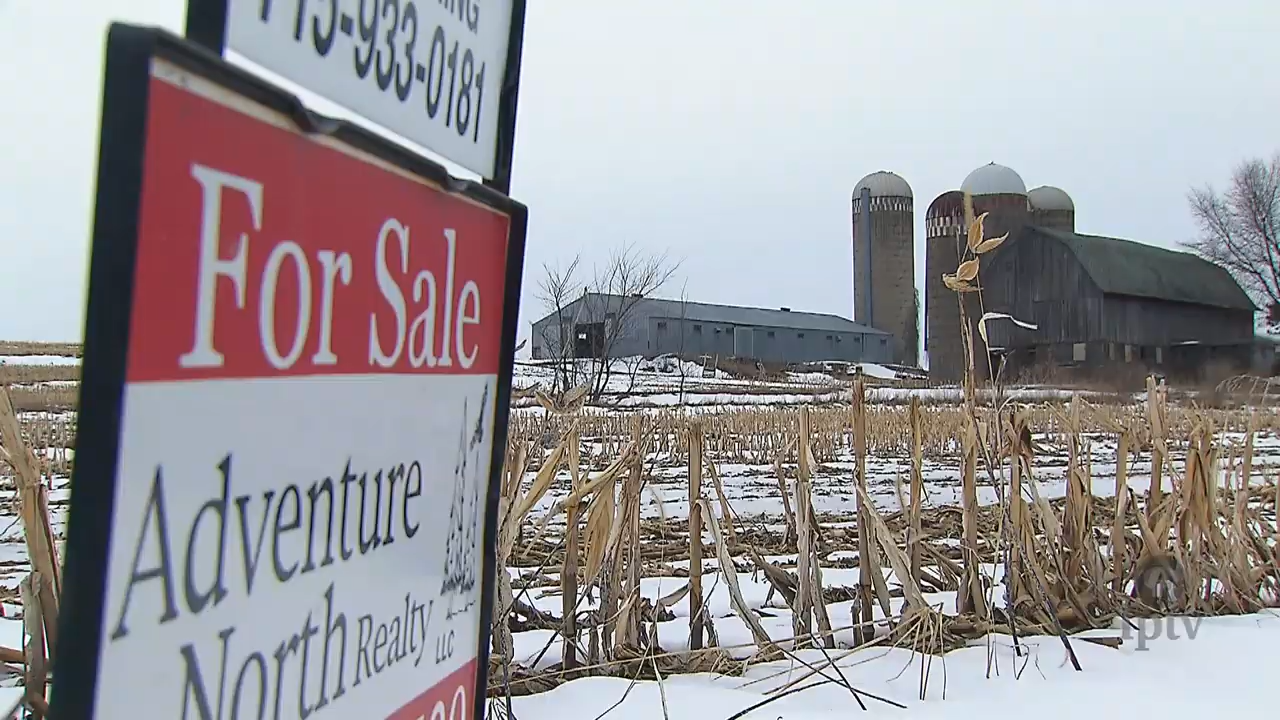 715-933-0181
For Sale
Adventure
North Realty
LLC
iptv